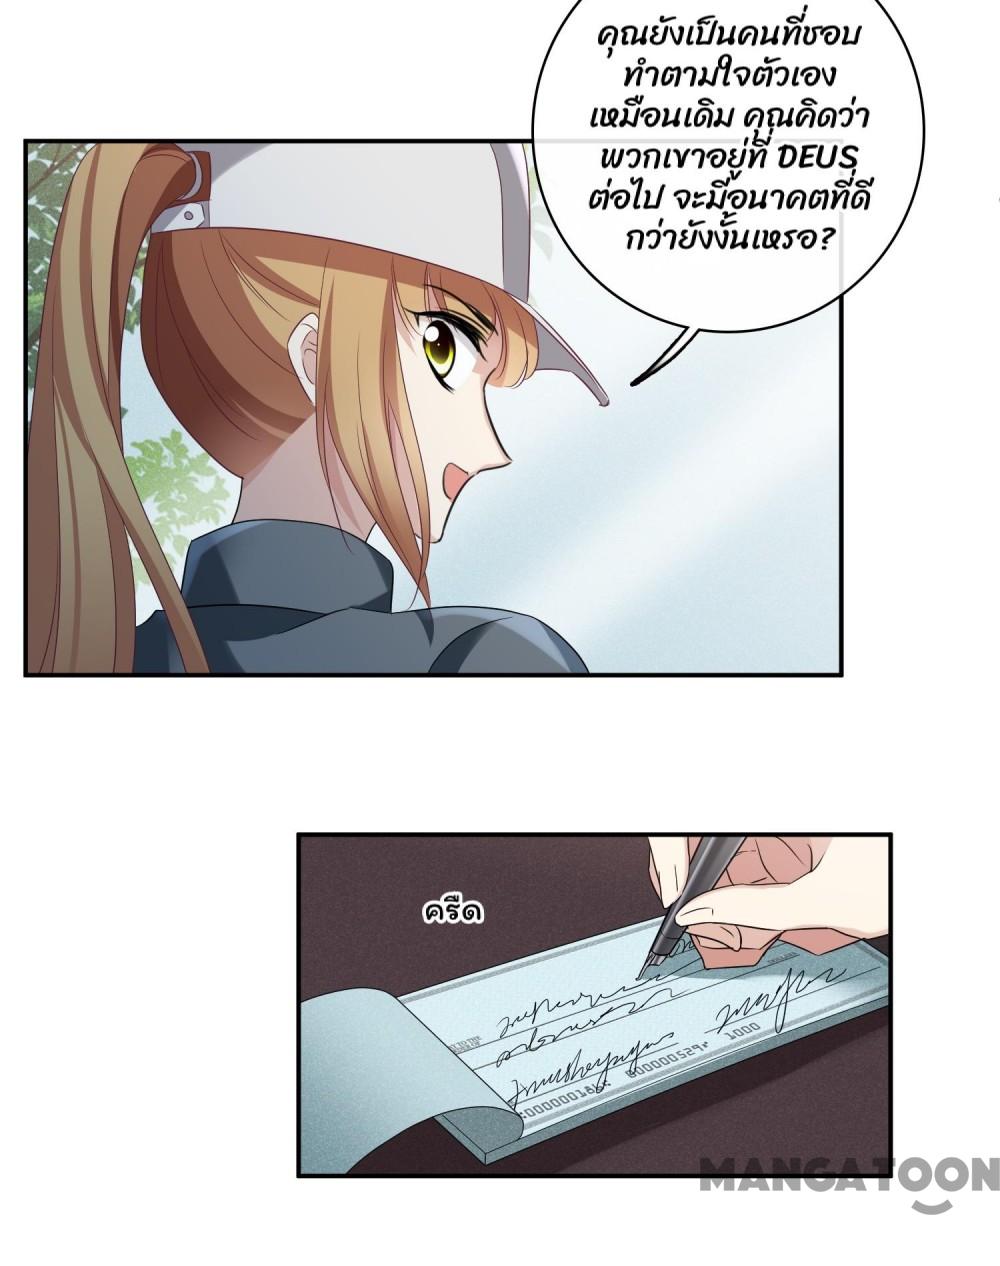 คุณยังเป็นคนที่ชอบ
ทำตามใจตัวเอง
เหมือนเดิม คุณคิดว่า
พวกเขาอยู่ที่ DEUS
ต่อไป จะมีอนาคตที่ดี
กว่ายังงั้นเหรอ?
ครืด
1000
MANGATOON